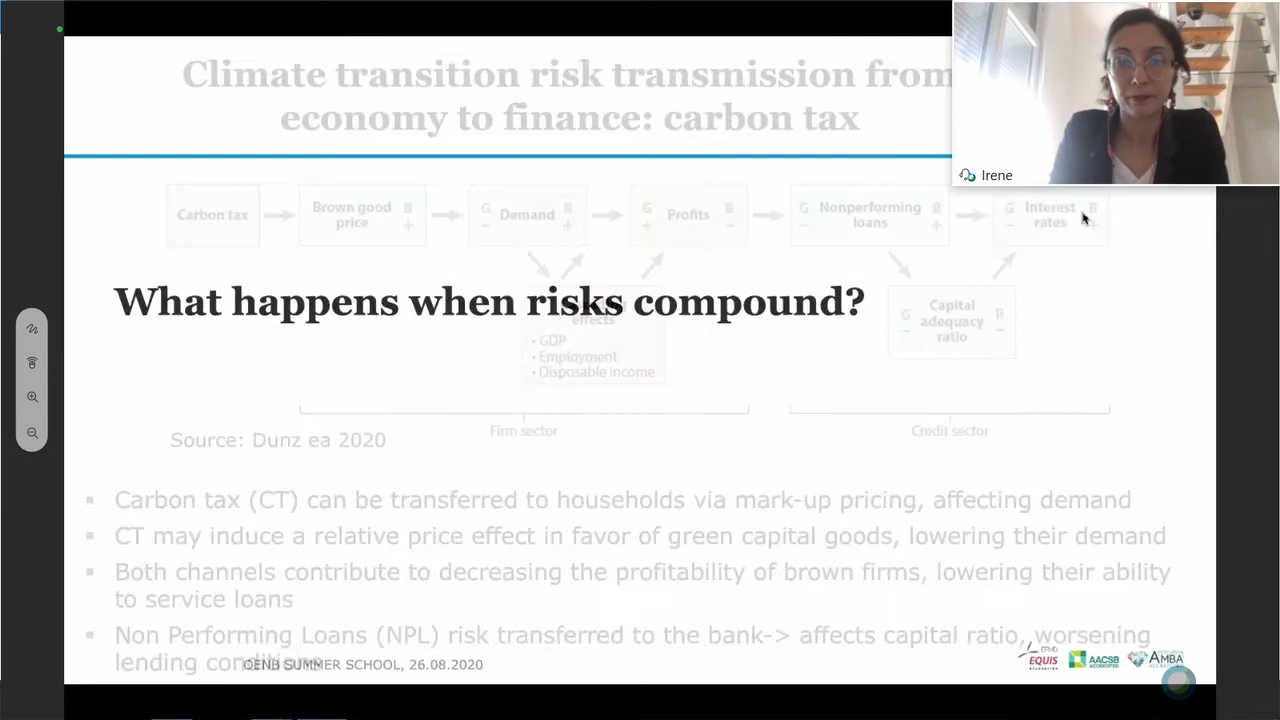 Climate transition risk transmission from
economy to finance: carbon tax
Irene
Carbon tax
Brown good
price
B
+
G
−
Demand
B
+
G
+
Profits
B
−
G
−
Nonperforming
loans
B
+
G
−
Interest
rates
B
+
What happens when risks compound?
effects
• GDP
• Employment
• Disposable income
G
−
Capital
adequacy
ratio
B
−
Firm sector
Credit sector
Source: Dunz ea 2020
Carbon tax (CT) can be transferred to households via mark-up pricing, affecting demand
CT may induce a relative price effect in favor of green capital goods, lowering their demand
Both channels contribute to decreasing the profitability of brown firms, lowering their ability
to service loans
Non Performing Loans (NPL) risk transferred to the bank-> affects capital ratio, worsening
lending conditions
OENB SUMMER SCHOOL, 26.08.2020
EFMD
EQUIS
ACCREDITED
AACSB
ACCREDITED
AMBA